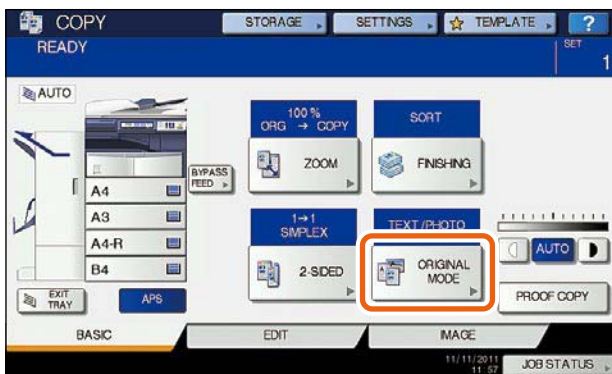 COPY
STORAGE
SETTINGS
TEMPLATE
?
READY
SET
1
AUTO
100 %
ORG → COPY
SORT
ZOOM
FINISHING
BYPASS
FEED
A4
A3
A4-R
B4
1→1
SIMPLEX
TEXT/PHOTO
2-SIDED
ORIGINAL
MODE
AUTO
EXIT
TRAY
APS
PROOF COPY
BASIC
EDIT
IMAGE
11/11/2011
11:57
JOB STATUS